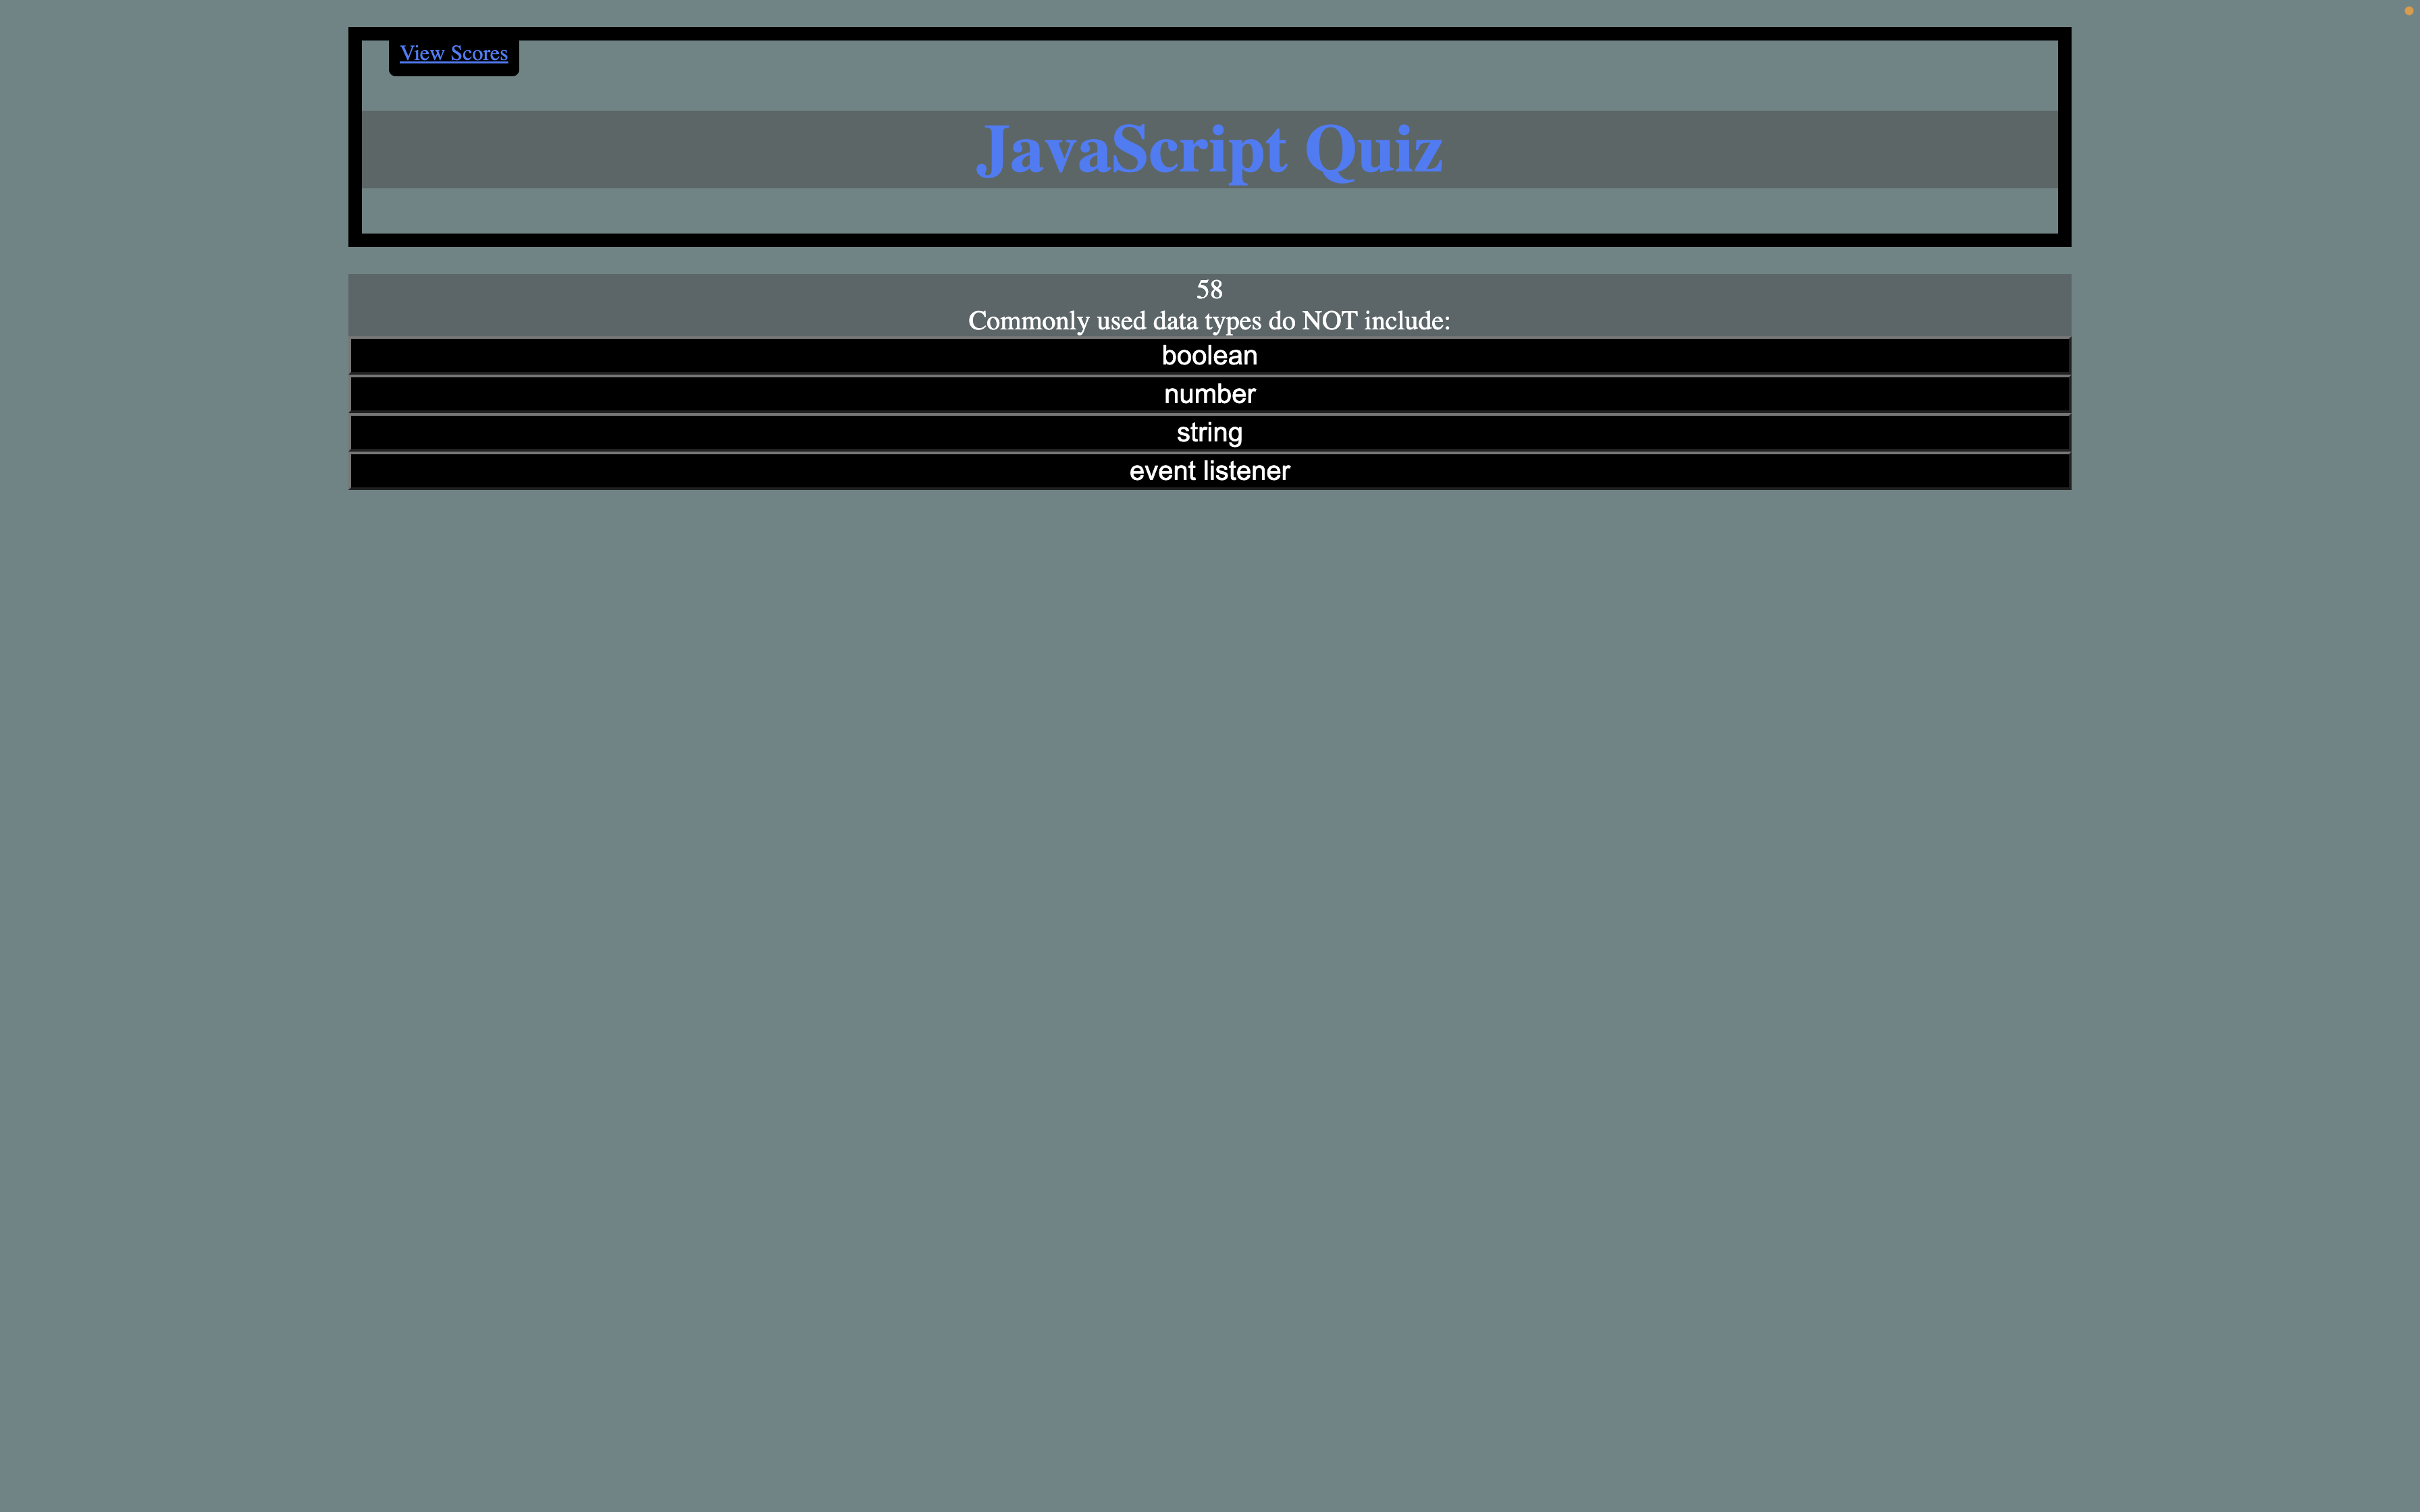 View Scores
JavaScript Quiz
58
Commonly used data types do NOT include:
boolean
number
string
event listener